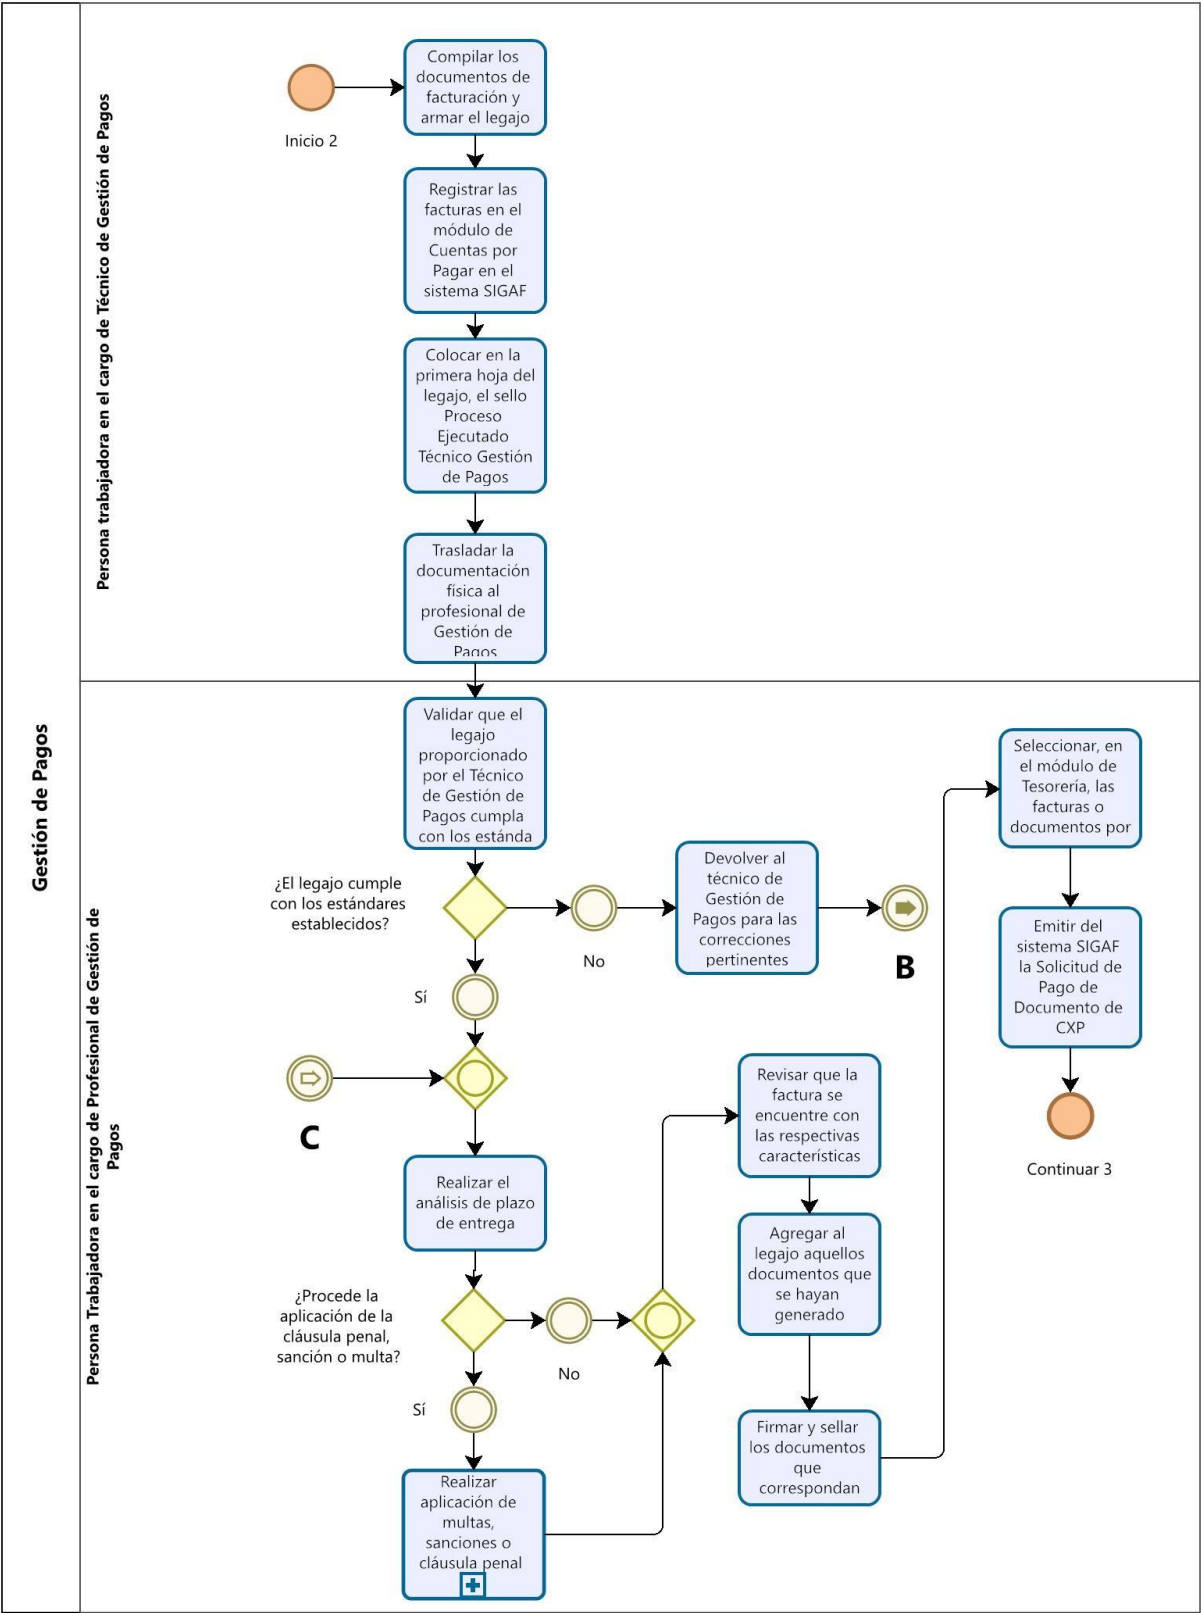 Gestión de Pagos
Persona trabajadora en el cargo de Técnico de Gestión de Pagos
Inicio 2
Compilar los
documentos de
facturación y
armar el legajo
Registrar las
facturas en el
módulo de
Cuentas por
Pagar en el
sistema SIGAF
Colocar en la
primera hoja del
legajo, el sello
Proceso
Ejecutado
Técnico Gestión
de Pagos
Trasladar la
documentación
física al
profesional de
Gestión de
Pagos
Persona Trabajadora en el cargo de Profesional de Gestión de
Pagos
Validar que el
legajo
proporcionado
por el Técnico
de Gestión de
Pagos cumpla
con los estánda
¿El legajo cumple
con los estándares
establecidos?
No
Devolver al
técnico de
Gestión de
Pagos para las
correcciones
pertinentes
B
Sí
C
Realizar el
análisis de plazo
de entrega
¿Procede la
aplicación de la
cláusula penal,
sanción o multa?
No
Sí
Realizar
aplicación de
multas,
sanciones o
cláusula penal
Revisar que la
factura se
encuentre con
las respectivas
características
Agregar al
legajo aquellos
documentos que
se hayan
generado
Firmar y sellar
los documentos
que
correspondan
Seleccionar, en
el módulo de
Tesorería, las
facturas o
documentos por
Emitir del
sistema SIGAF
la Solicitud de
Pago de
Documento de
CXP
Continuar 3